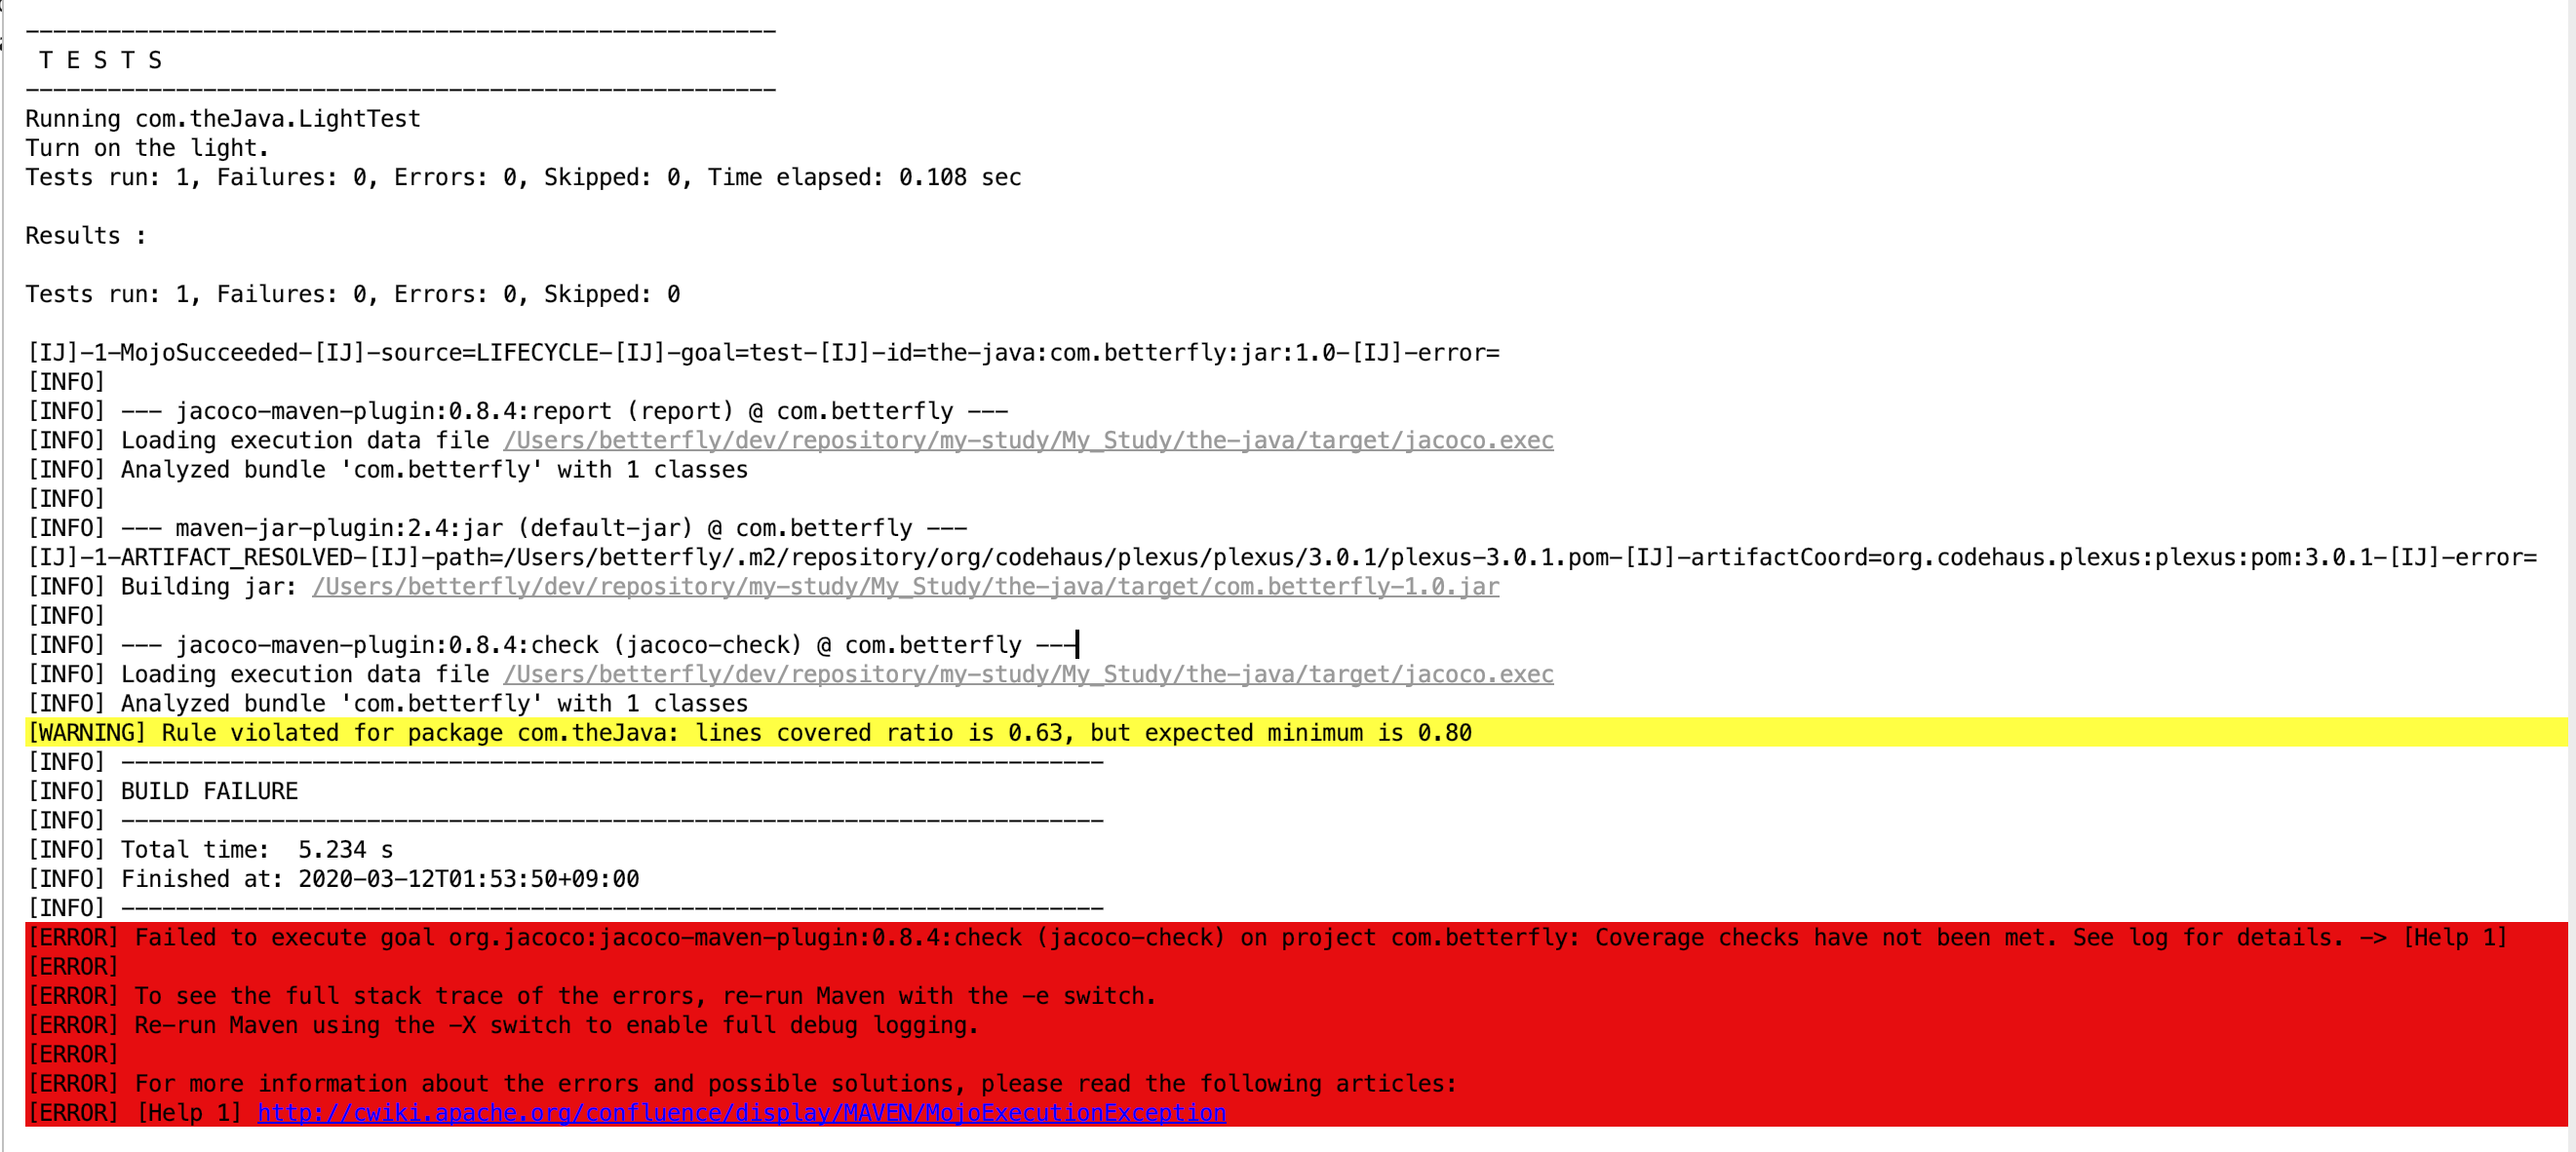 -------------------------------------------------------
T E S T S
-------------------------------------------------------
Running com.theJava.LightTest
Turn on the light.
Tests run: 1, Failures: 0, Errors: 0, Skipped: 0, Time elapsed: 0.108 sec
Results :
Tests run: 1, Failures: 0, Errors: 0, Skipped: 0
[IJ]-1-MojoSucceeded-[IJ]-source=LIFECYCLE-[IJ]-goal=test-[IJ]-id=the-java:com.betterfly:jar:1.0-[IJ]-error=
[INFO]
[INFO] --- jacoco-maven-plugin:0.8.4:report (report) @ com.betterfly ---
[INFO] Loading execution data file /Users/betterfly/dev/repository/my-study/My_Study/the-java/target/jacoco.exec
[INFO] Analyzed bundle 'com.betterfly' with 1 classes
[INFO]
[INFO] --- maven-jar-plugin:2.4:jar (default-jar) @ com.betterfly ---
[IJ]-1-ARTIFACT_RESOLVED-[IJ]-path=/Users/betterfly/.m2/repository/org/codehaus/plexus/plexus/3.0.1/plexus-3.0.1.pom-[IJ]-artifactCoord=org.codehaus.plexus:plexus:pom:3.0.1-[IJ]-error=
[INFO] Building jar: /Users/betterfly/dev/repository/my-study/My_Study/the-java/target/com.betterfly-1.0.jar
[INFO]
[INFO] --- jacoco-maven-plugin:0.8.4:check (jacoco-check) @ com.betterfly ---
[INFO] Loading execution data file /Users/betterfly/dev/repository/my-study/My_Study/the-java/target/jacoco.exec
[INFO] Analyzed bundle 'com.betterfly' with 1 classes
[WARNING] Rule violated for package com.theJava: lines covered ratio is 0.63, but expected minimum is 0.80
[INFO] ------------------------------------------------------------------------
[INFO] BUILD FAILURE
[INFO] ------------------------------------------------------------------------
[INFO] Total time:  5.234 s
[INFO] Finished at: 2020-03-12T01:53:50+09:00
[INFO] ------------------------------------------------------------------------
[ERROR] Failed to execute goal org.jacoco:jacoco-maven-plugin:0.8.4:check (jacoco-check) on project com.betterfly: Coverage checks have not been met. See log for details. -> [Help 1]
[ERROR]
[ERROR] To see the full stack trace of the errors, re-run Maven with the -e switch.
[ERROR] Re-run Maven using the -X switch to enable full debug logging.
[ERROR]
[ERROR] For more information about the errors and possible solutions, please read the following articles:
[ERROR] [Help 1] http://cwiki.apache.org/confluence/display/MAVEN/MojoExecutionException